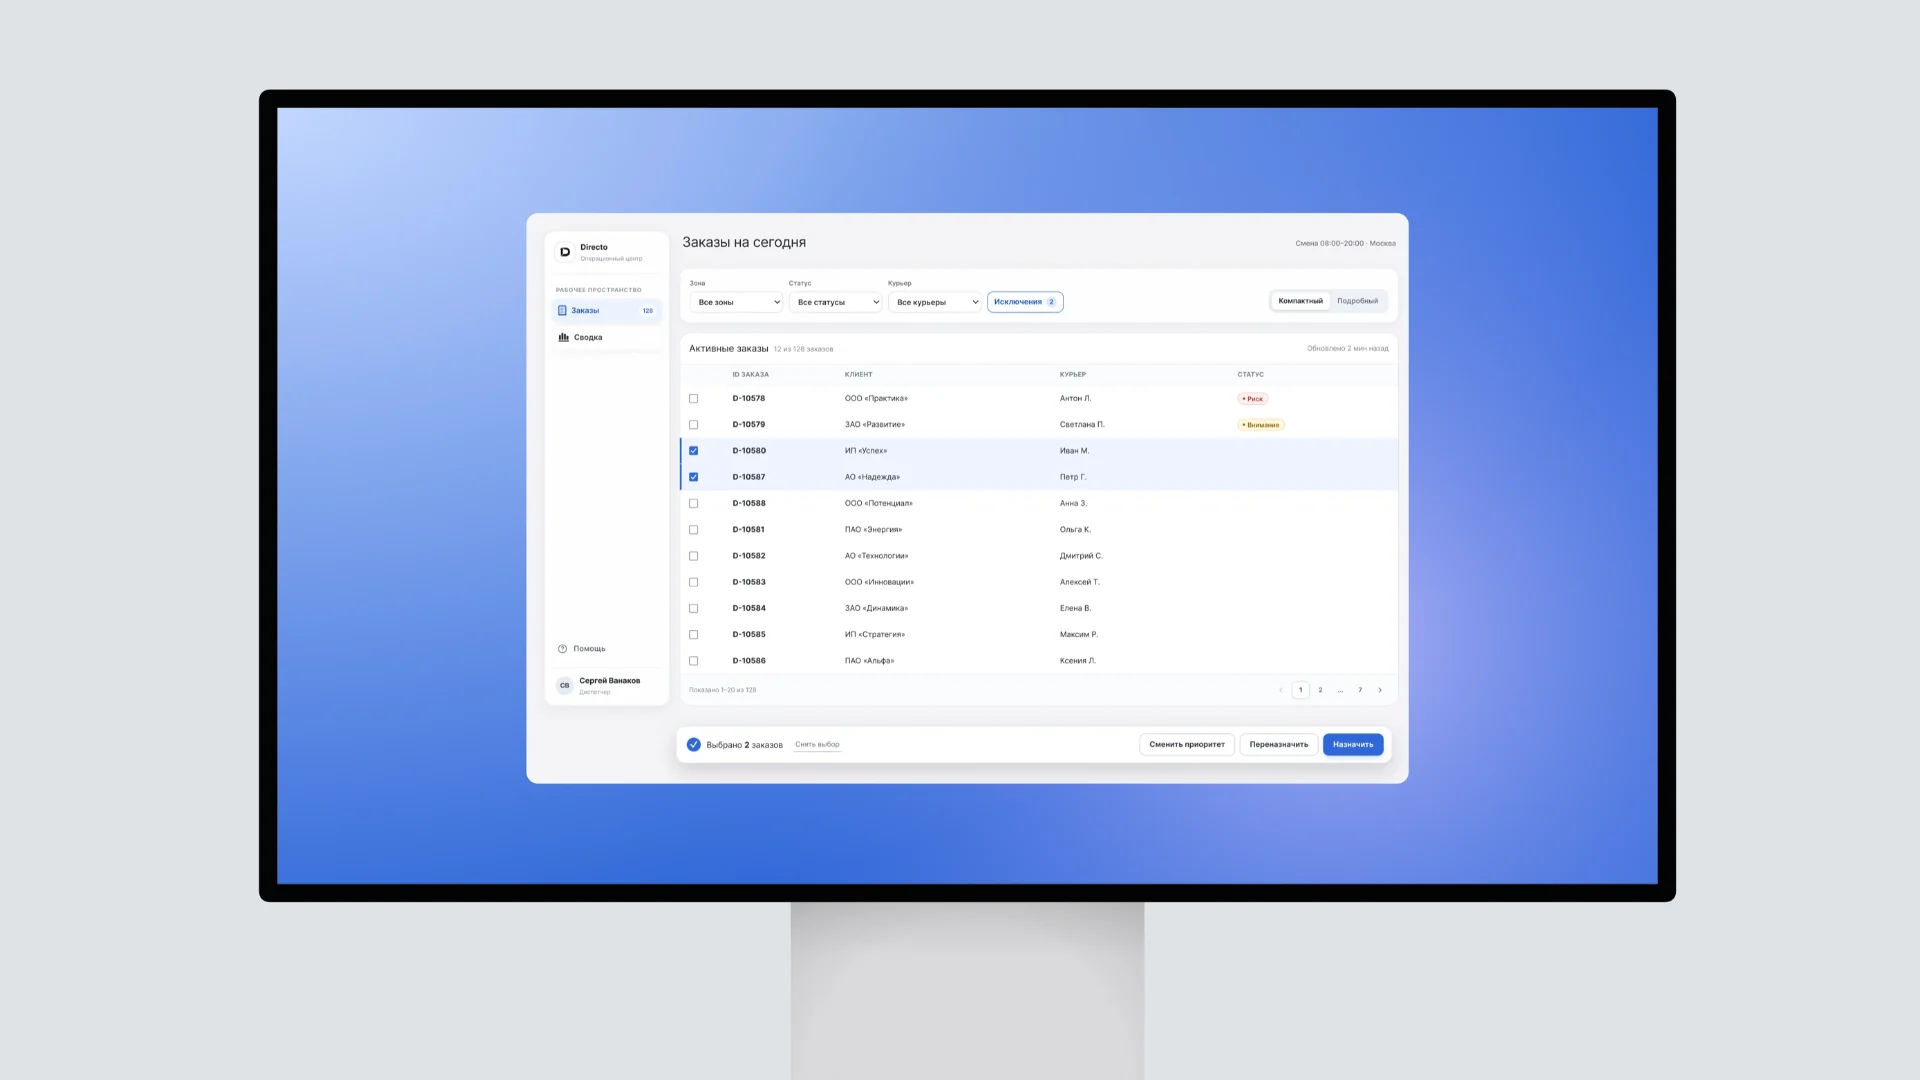 Directo
Операционный центр
РАБОЧЕЕ ПРОСТРАНСТВО
Заказы 128
Сводка
Помощь
СВ
Сергей Ванаков
Диспетчер
Заказы на сегодня
Смена 08:00–20:00 · Москва
Зона
Статус
Курьер
Все зоны
Все статусы
Все курьеры
Исключения 2
Компактный
Подробный
Активные заказы 12 из 128 заказов
Обновлено 2 мин назад
ID ЗАКАЗА КЛИЕНТ КУРЬЕР СТАТУС
D-10578 ООО «Практика» Антон Л. • Риск
D-10579 ЗАО «Развитие» Светлана П. • Внимание
D-10580 ИП «Успех» Иван М.
D-10587 АО «Надежда» Петр Г.
D-10588 ООО «Потенциал» Анна З.
D-10581 ПАО «Энергия» Ольга К.
D-10582 АО «Технологии» Дмитрий С.
D-10583 ООО «Инновации» Алексей Т.
D-10584 ЗАО «Динамика» Елена В.
D-10585 ИП «Стратегия» Максим Р.
D-10586 ПАО «Альфа» Ксения Л.
Показано 1–20 из 128
1 2 ... 7
Выбрано 2 заказов
Снять выбор
Сменить приоритет
Переназначить
Назначить